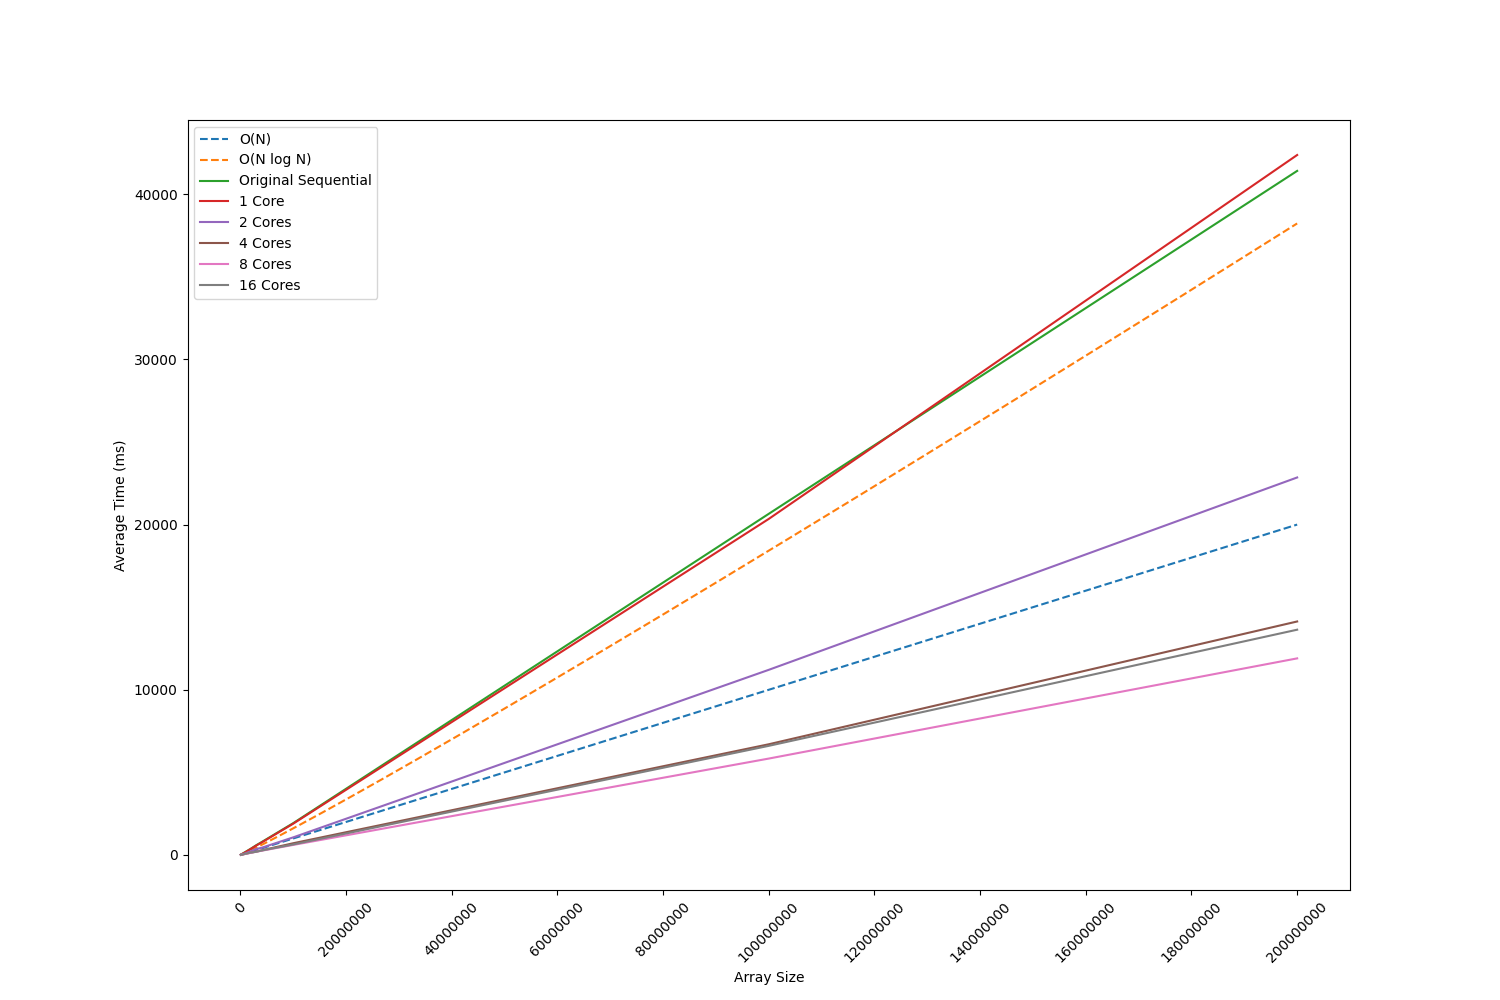 O(N)
O(N log N)
Original Sequential
1 Core
2 Cores
4 Cores
8 Cores
16 Cores
40000
30000
20000
10000
0
Average Time (ms)
0
20000000
40000000
60000000
80000000
100000000
120000000
140000000
160000000
180000000
200000000
Array Size